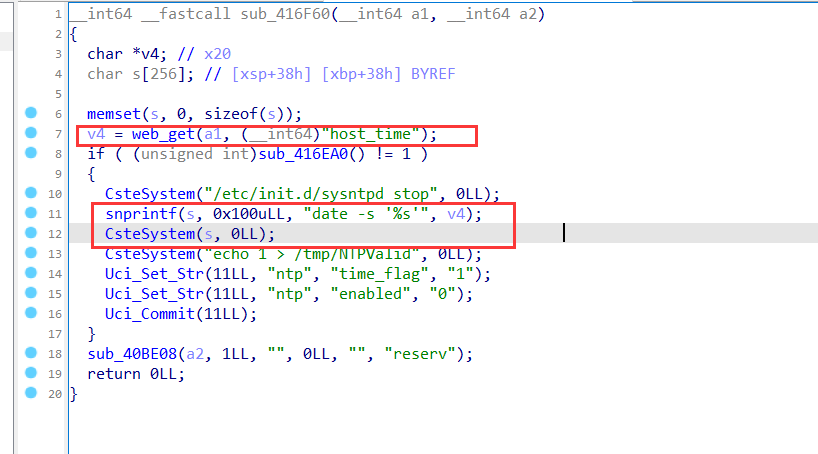 1 __int64 __fastcall sub_416F60(__int64 a1, __int64 a2)
2 {
3 char *v4; // x20
4 char s[256]; // [xsp+38h] [xbp+38h] BYREF
5
6 memset(s, 0, sizeof(s));
7 v4 = web_get(a1, (__int64)"host_time");
8 if ( (unsigned int)sub_416EA0() != 1 )
9 {
10 CsteSystem("/etc/init.d/sysntpd stop", 0LL);
11 snprintf(s, 0x100uLL, "date -s '%s'", v4);
12 CsteSystem(s, 0LL);
13 CsteSystem("echo 1 > /tmp/NTPValid", 0LL);
14 Uci_Set_Str(11LL, "ntp", "time_flag", "1");
15 Uci_Set_Str(11LL, "ntp", "enabled", "0");
16 Uci_Commit(11LL);
17 }
18 sub_40BE08(a2, 1LL, "", 0LL, "", "reserv");
19 return 0LL;
20 }